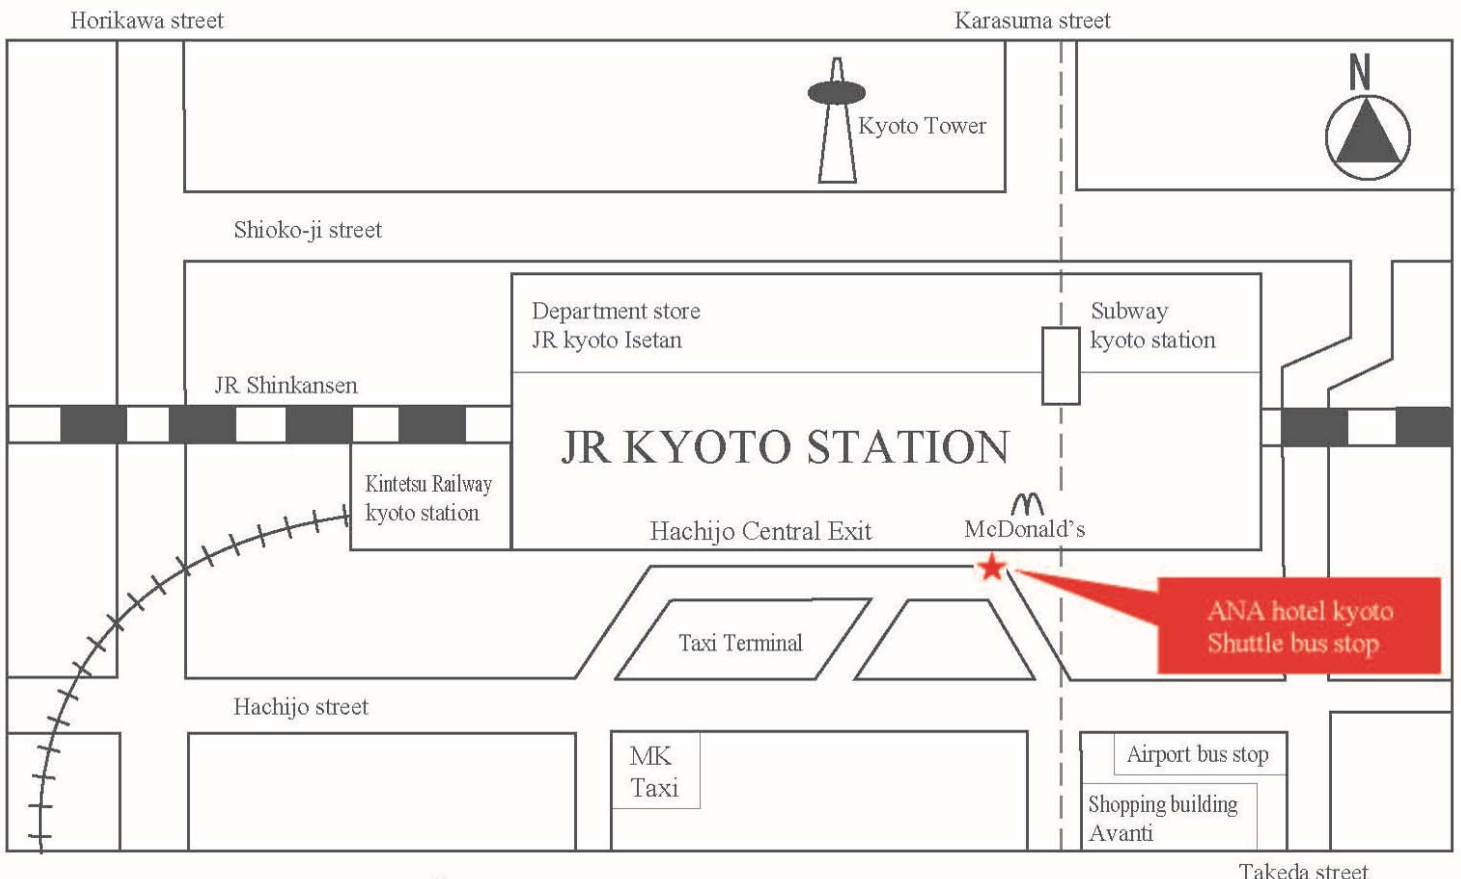 Horikawa street
Karasuma street
N
Kyoto Tower
Shioko-ji street
Department store
JR kyoto Isetan
Subway
kyoto station
JR Shinkansen
JR KYOTO STATION
Kintetsu Railway
kyoto station
Hachijo Central Exit
McDonald's
ANA hotel kyoto
Shuttle bus stop
Taxi Terminal
Hachijo street
MK
Taxi
Airport bus stop
Shopping building
Avanti
Takeda street